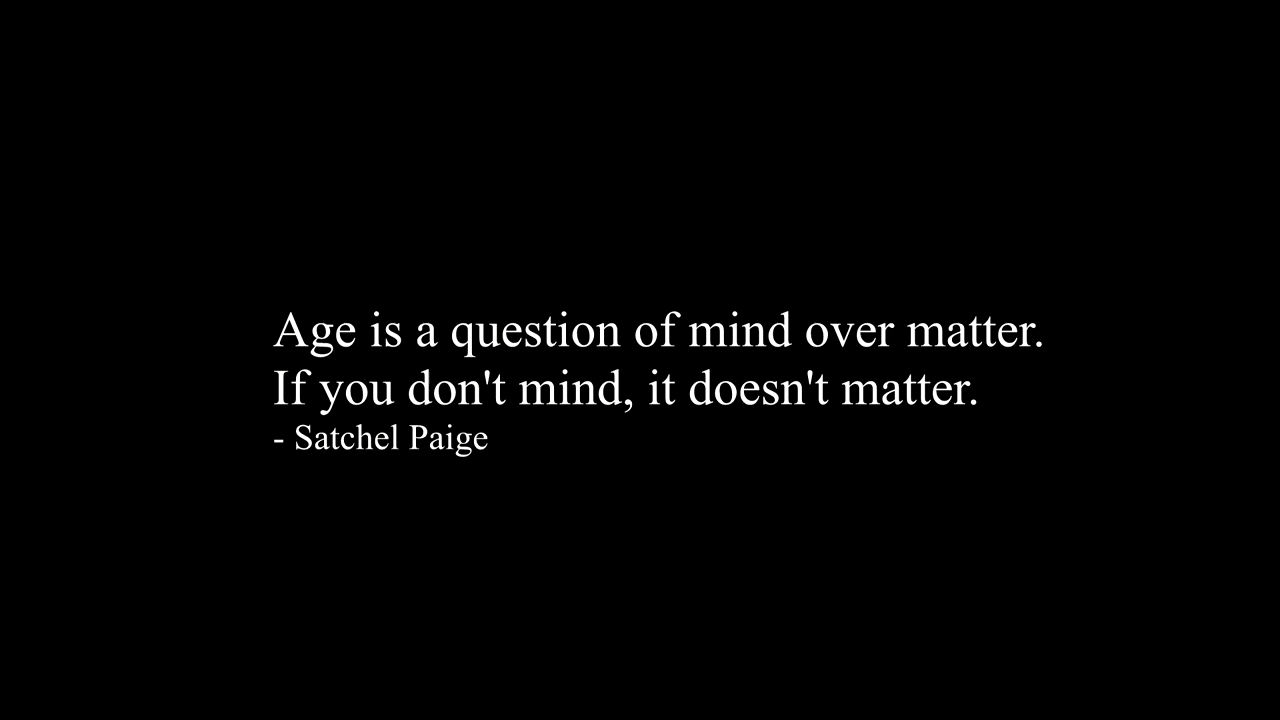 Age is a question of mind over matter.
If you don't mind, it doesn't matter.
- Satchel Paige